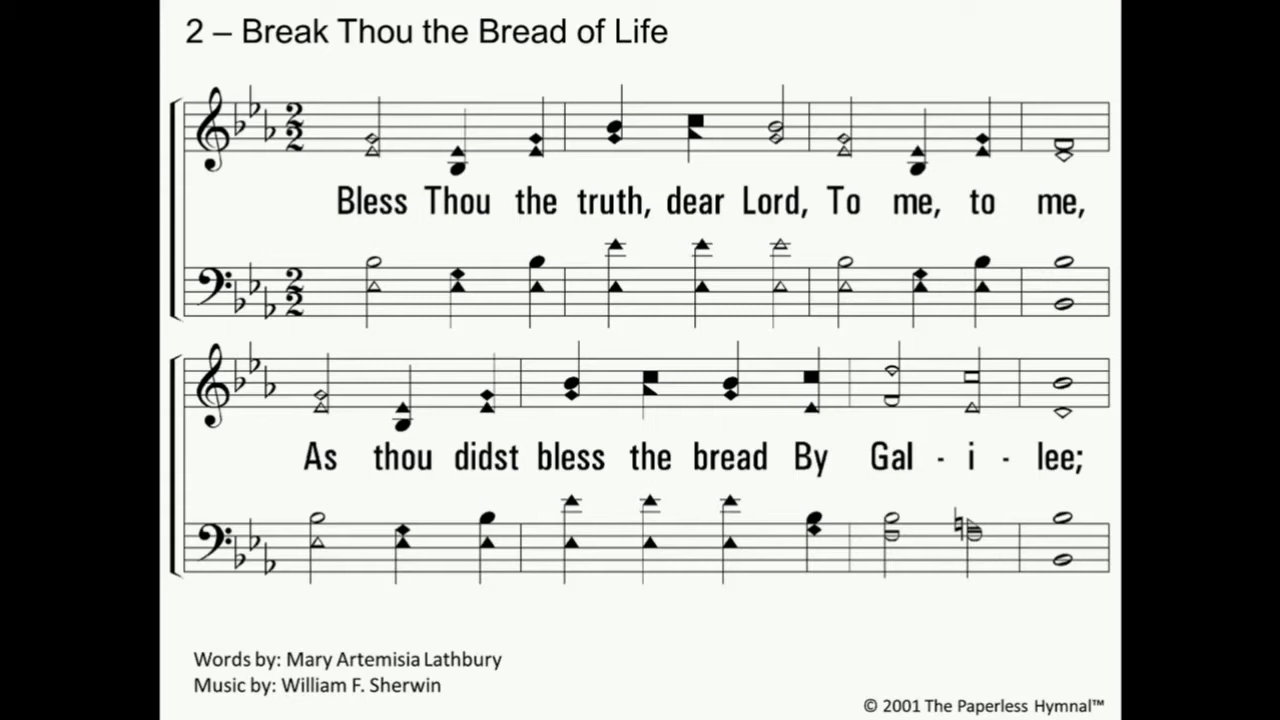 2 – Break Thou the Bread of Life
Bless Thou the truth, dear Lord, To me, to me,
As thou didst bless the bread By Gal - i - lee;
Words by: Mary Artemisia Lathbury
Music by: William F. Sherwin
© 2001 The Paperless Hymnal™